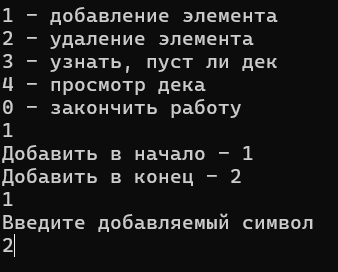 1 - добавление элемента
2 - удаление элемента
3 - узнать, пуст ли дек
4 - просмотр дека
0 - закончить работу
1
Добавить в начало - 1
Добавить в конец - 2
1
Введите добавляемый символ
2